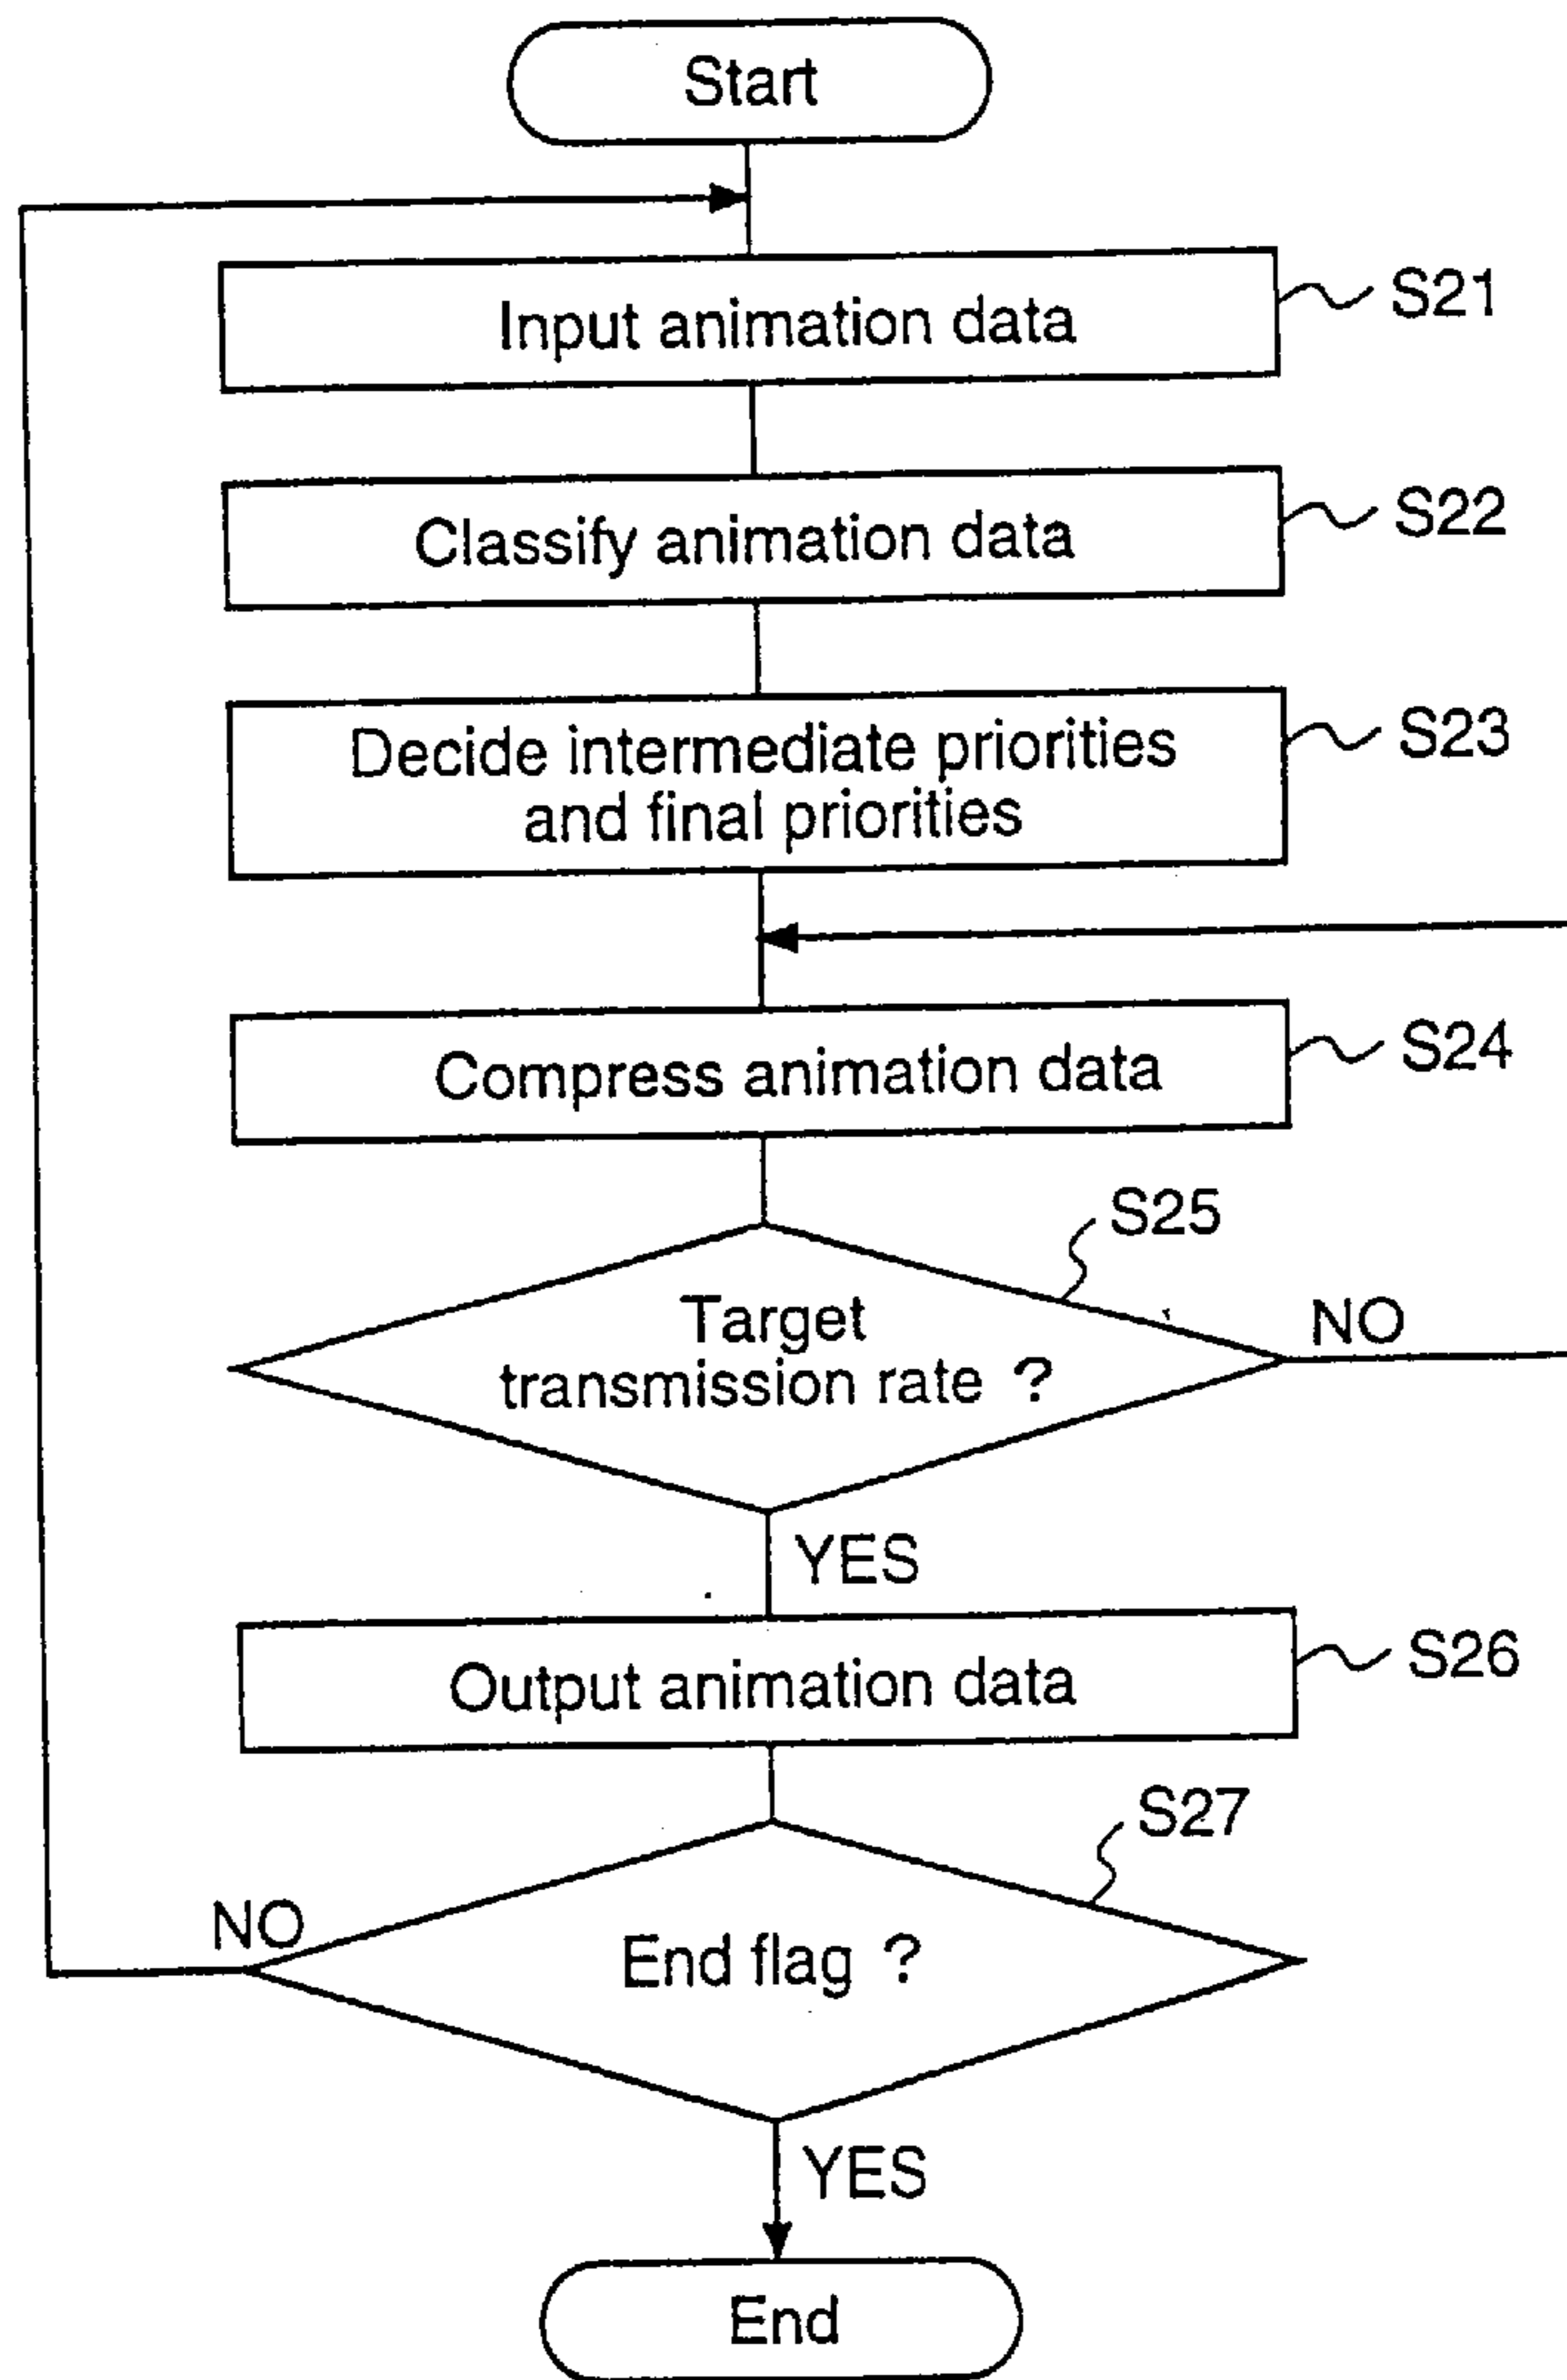 Start
Input animation data
S21
Classify animation data
S22
Decide intermediate priorities
and final priorities
S23
Compress animation data
S24
S25
Target
transmission rate ?
NO
YES
Output animation data
S26
S27
NO
End flag ?
YES
End